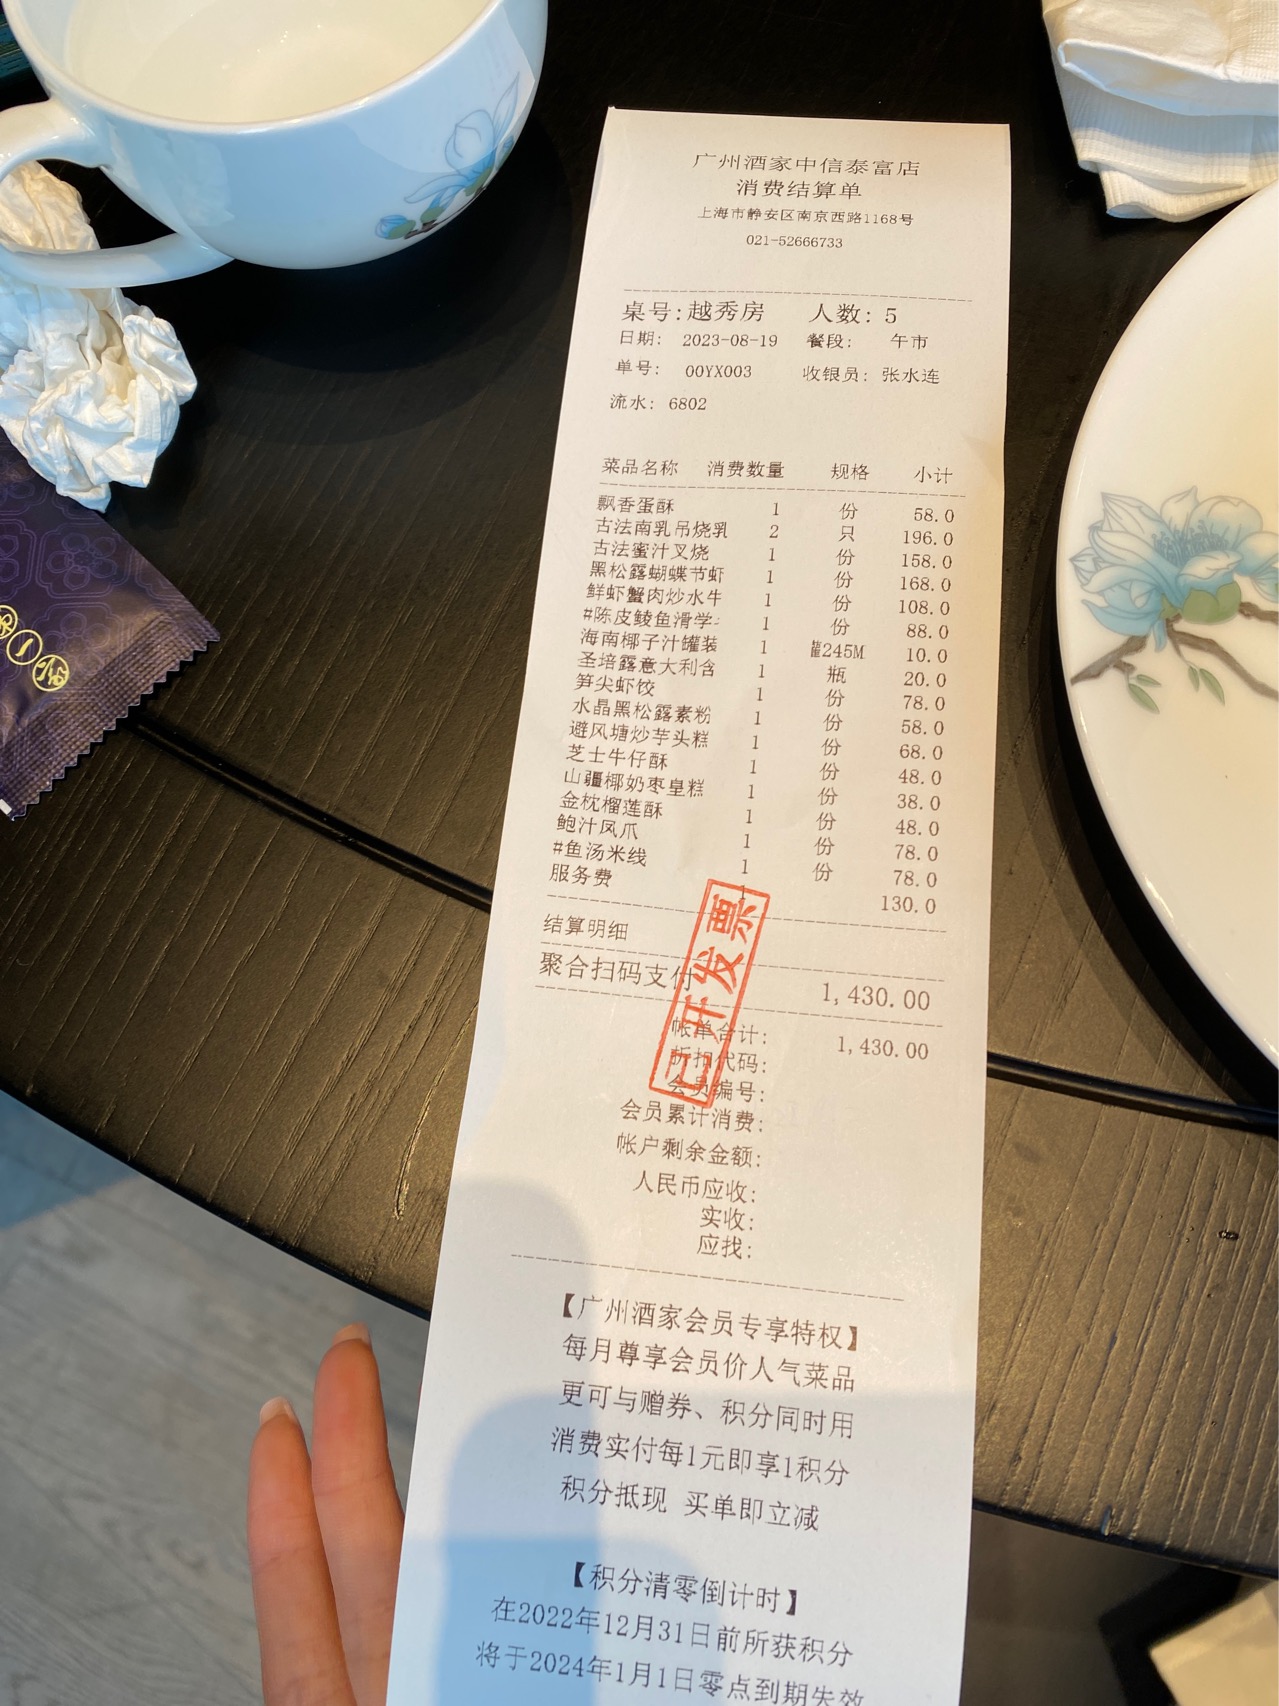 广州酒家中信泰富店
消费结算单
上海市静安区南京西路1168号
021-52666733
桌号:越秀房 人数:5
日期: 2023-08-19 餐段: 午市
单号: 00YX003 收银员: 张水连
流水: 6802
菜品名称 消费数量 规格 小计
飘香蛋酥 1 份 58.0
古法南乳吊烧乳 2 只 196.0
古法蜜汁叉烧 1 份 158.0
黑松露蝴蝶节虾 1 份 168.0
鲜虾蟹肉炒水牛 1 份 108.0
#陈皮鲮鱼滑学 1 份 88.0
海南椰子汁罐装 1 245M 10.0
圣培露意大利含 1 瓶 20.0
笋尖虾饺 1 份 78.0
水晶黑松露素粉 1 份 58.0
避风塘炒芋头糕 1 份 68.0
芝士牛仔酥 1 份 48.0
山疆椰奶枣皇糕 1 份 38.0
金枕榴莲酥 1 份 48.0
鲍汁凤爪 1 份 78.0
#鱼汤米线 1 份 78.0
服务费 1 130.0
结算明细
聚合扫码支付 1,430.00
帐单合计: 1,430.00
折扣代码:
会员编号:
会员累计消费:
帐户剩余金额:
人民币应收:
实收:
应找:
已开发票
【广州酒家会员专享特权】
每月尊享会员价人气菜品
更可与赠券、积分同时用
消费实付每1元即享1积分
积分抵现 买单即立减
【积分清零倒计时】
在2022年12月31日前所获积分
将于2024年1月1日零点到期失效